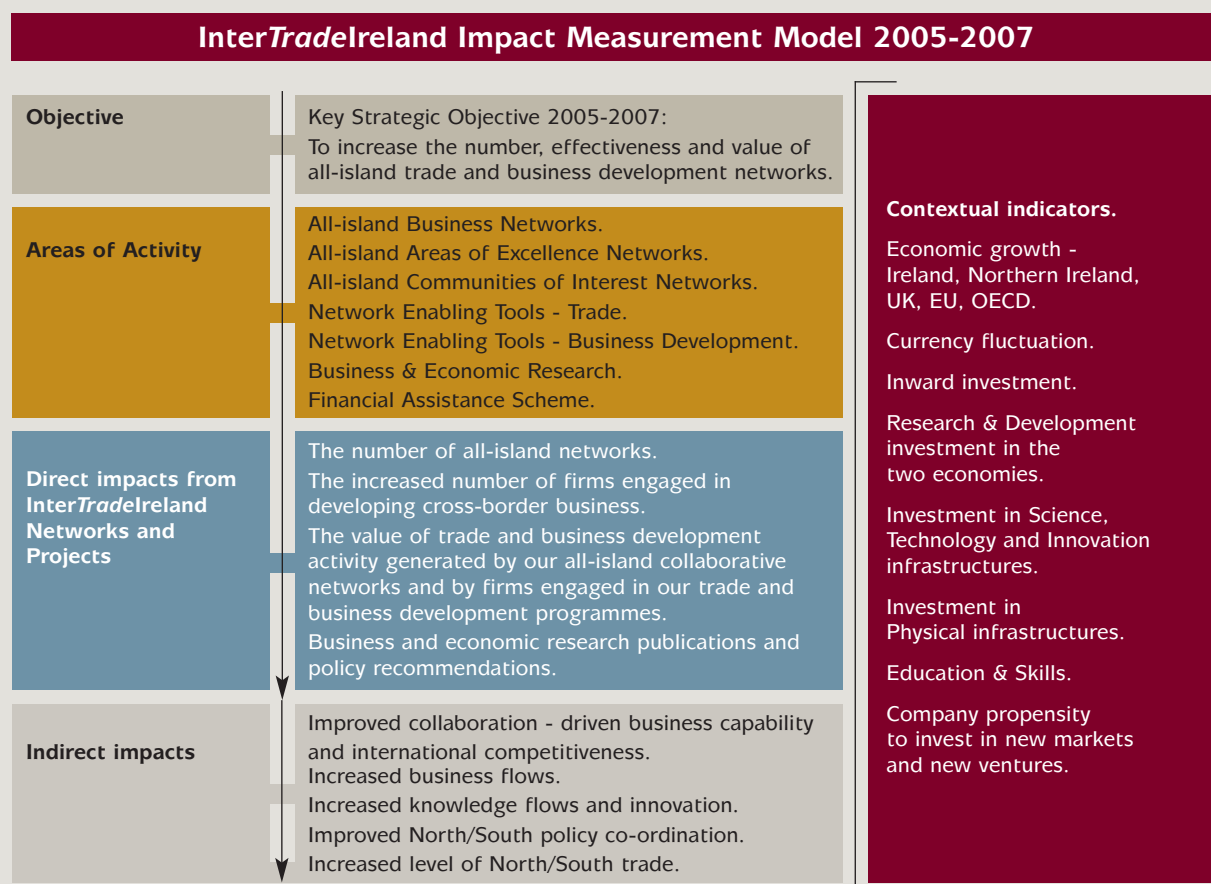 InterTradeIreland Impact Measurement Model 2005-2007
Objective
Key Strategic Objective 2005-2007:
To increase the number, effectiveness and value of
all-island trade and business development networks.
Areas of Activity
All-island Business Networks.
All-island Areas of Excellence Networks.
All-island Communities of Interest Networks.
Network Enabling Tools - Trade.
Network Enabling Tools - Business Development.
Business & Economic Research.
Financial Assistance Scheme.
Direct impacts from
InterTradeIreland
Networks and
Projects
The number of all-island networks.
The increased number of firms engaged in
developing cross-border business.
The value of trade and business development
activity generated by our all-island collaborative
networks and by firms engaged in our trade and
business development programmes.
Business and economic research publications and
policy recommendations.
Indirect impacts
Improved collaboration - driven business capability
and international competitiveness.
Increased business flows.
Increased knowledge flows and innovation.
Improved North/South policy co-ordination.
Increased level of North/South trade.
Contextual indicators.
Economic growth -
Ireland, Northern Ireland,
UK, EU, OECD.
Currency fluctuation.
Inward investment.
Research & Development
investment in the
two economies.
Investment in Science,
Technology and Innovation
infrastructures.
Investment in
Physical infrastructures.
Education & Skills.
Company propensity
to invest in new markets
and new ventures.